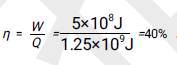 η = W/Q = 5×10⁸J / 1.25×10⁹J =40%